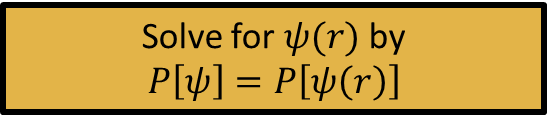 Solve for ψ(r) by
P[ψ] = P[ψ(r)]